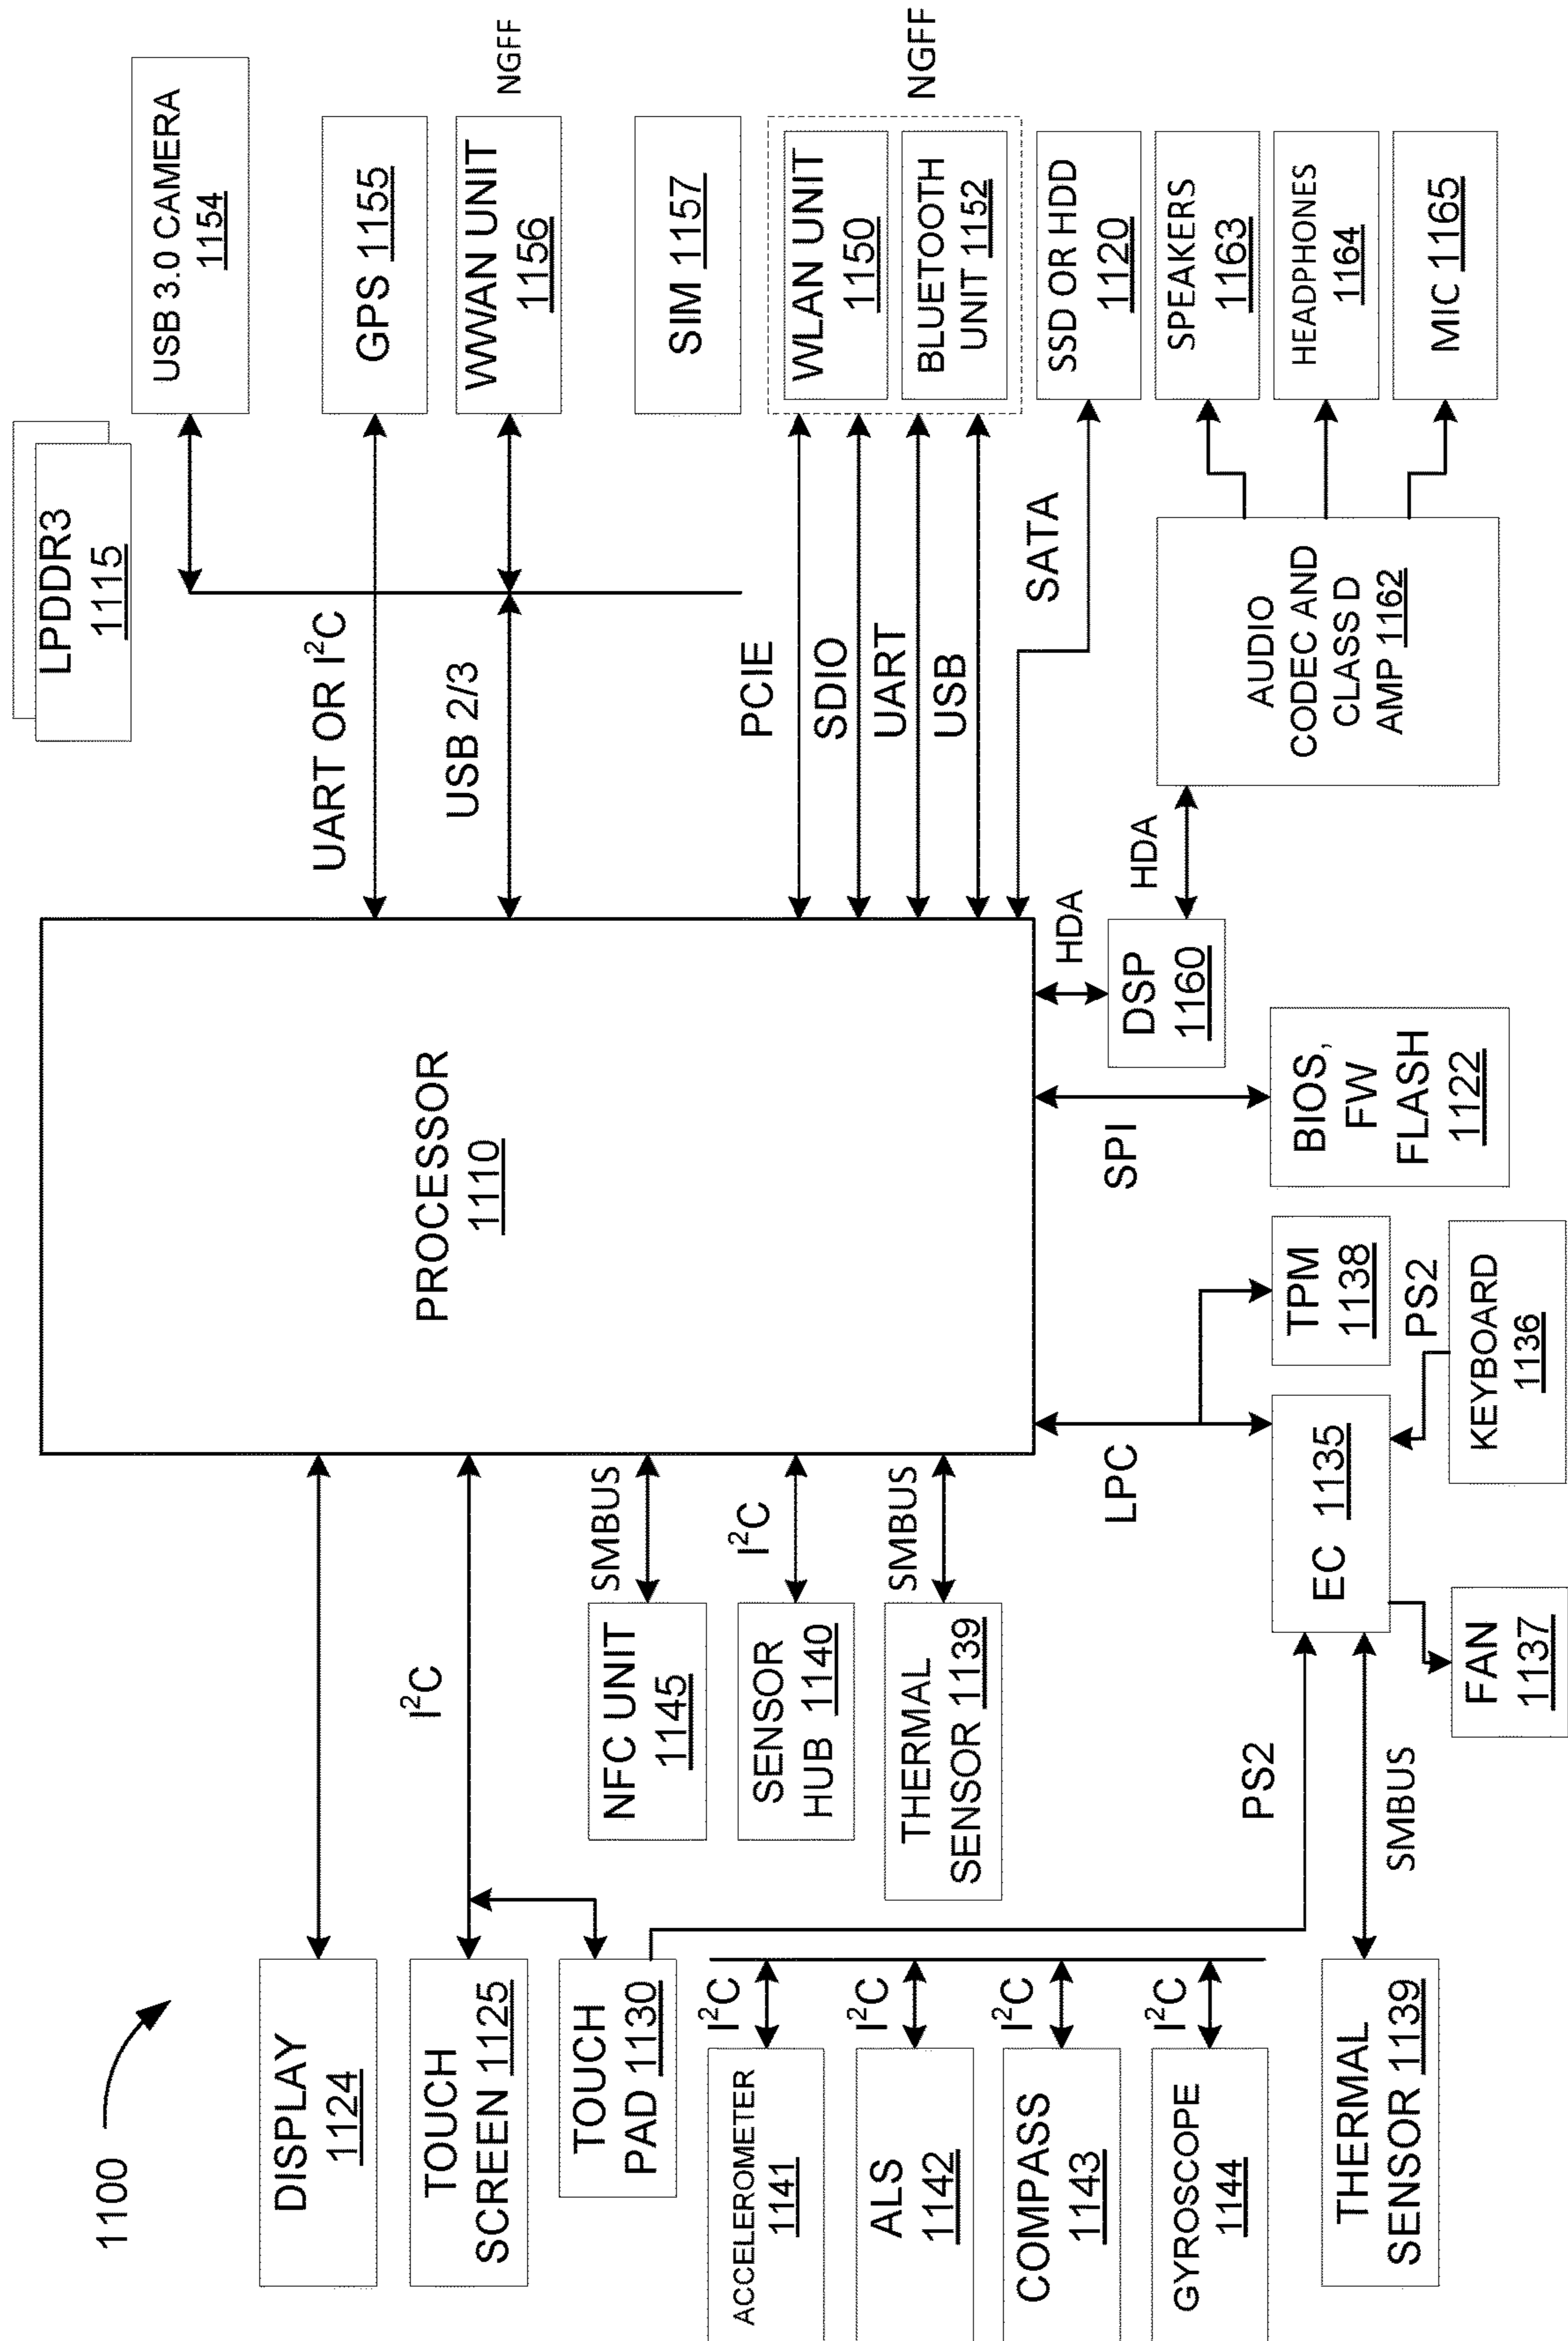 1100
LPDDR3
1115
DISPLAY
1124
TOUCH
SCREEN 1125
TOUCH
PAD 1130
I²C
ACCELEROMETER
1141
I²C
ALS
1142
I²C
COMPASS
1143
I²C
GYROSCOPE
1144
I²C
THERMAL
SENSOR 1139
SMBUS
PS2
NFC UNIT
1145
SMBUS
SENSOR
HUB 1140
I²C
THERMAL
SENSOR 1139
SMBUS
PROCESSOR
1110
LPC
EC 1135
FAN
1137
KEYBOARD
1136
PS2
TPM
1138
SPI
BIOS,
FW
FLASH
1122
HDA
DSP
1160
HDA
AUDIO
CODEC AND
CLASS D
AMP 1162
UART OR I²C
USB 2/3
PCIE
SDIO
UART
USB
SATA
USB 3.0 CAMERA
1154
GPS 1155
WWAN UNIT
1156
NGFF
SIM 1157
WLAN UNIT
1150
BLUETOOTH
UNIT 1152
NGFF
SSD OR HDD
1120
SPEAKERS
1163
HEADPHONES
1164
MIC 1165